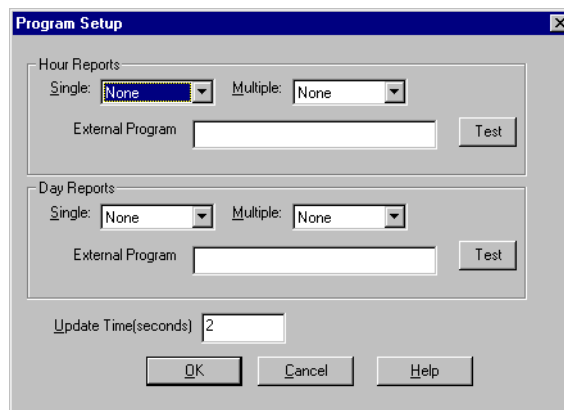 Program Setup
Hour Reports
Single: None Multiple: None
External Program Test
Day Reports
Single: None Multiple: None
External Program Test
Update Time(seconds) 2
OK Cancel Help